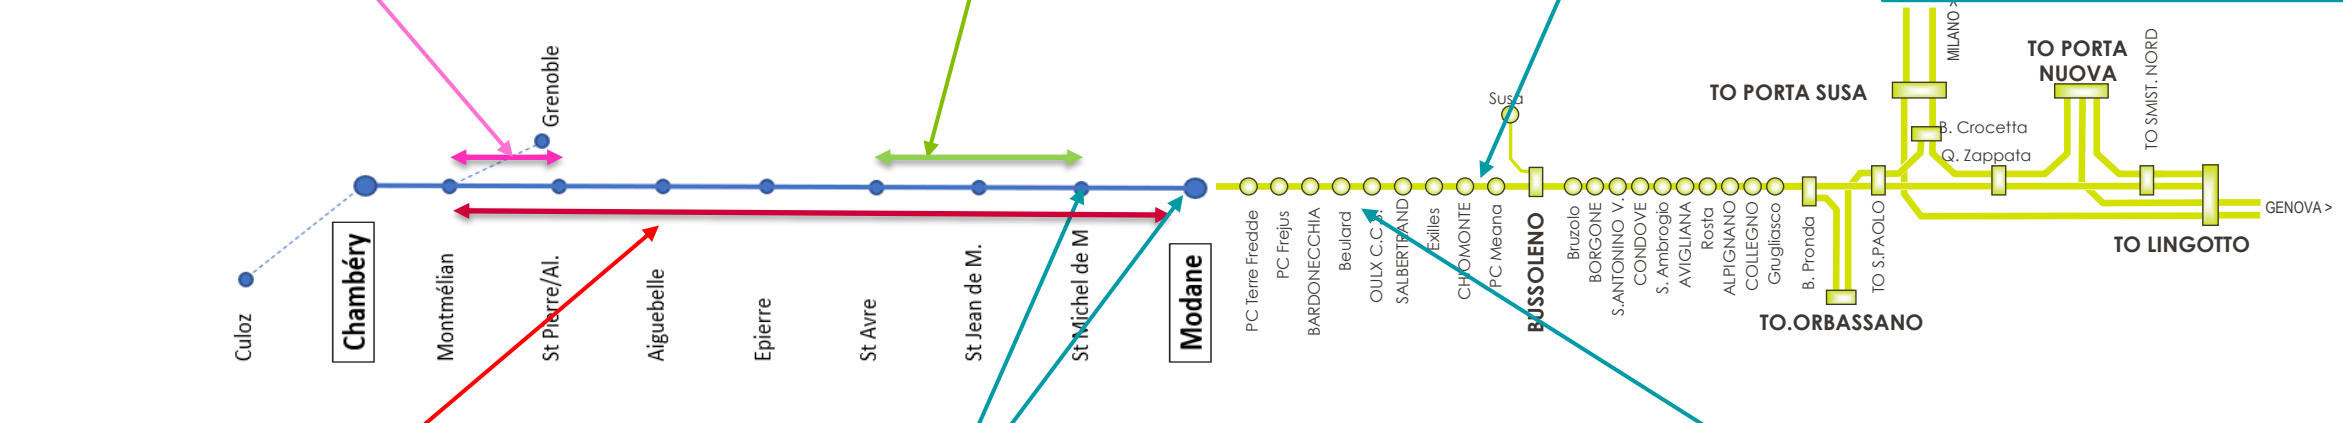 Culoz
Chambéry
Montmélian
Grenoble
St Pierre/Al.
Aiguebelle
Epierre
St Avre
St Jean de M.
St Michel de M
Modane
PC Terre Fredde
PC Frejus
BARDONECCHIA
Beulard
OULX C.C.S.
SALBERTRAND
Exilles
CHIOMONTE
PC Meana
Susa
BUSSOLENO
Bruzolo
BORGONE
S.ANTONINO V.
CONDOVE
S. Ambrogio
AVIGLIANA
Rosta
ALPIGNANO
COLLEGNO
Grugliasco
B. Pronda
TO.ORBASSANO
TO S.PAOLO
TO PORTA SUSA
MILANO >
B. Crocetta
Q. Zappata
TO PORTA
NUOVA
TO SMIST. NORD
GENOVA >
TO LINGOTTO